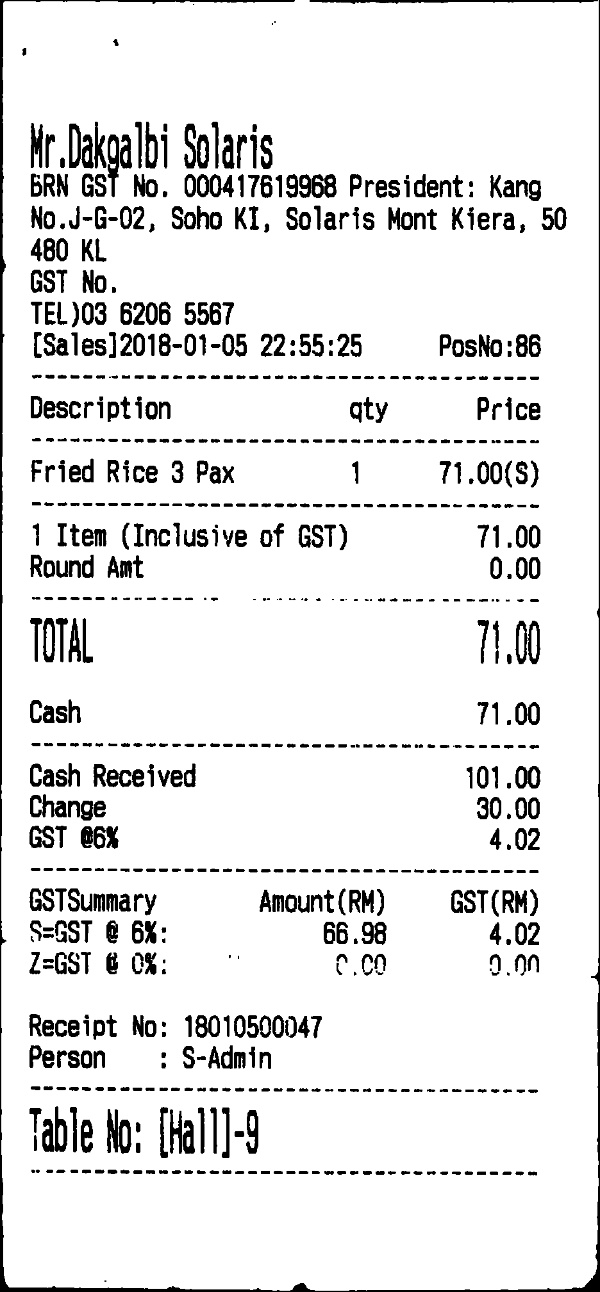 Mr.Dakgalbi Solaris
BRN GST No. 000417619968 President: Kang
No.J-G-02, Soho KI, Solaris Mont Kiera, 50
480 KL
GST No.
TEL)03 6206 5567
[Sales]2018-01-05 22:55:25 PosNo:86
Description qty Price
Fried Rice 3 Pax 1 71.00(S)
1 Item (Inclusive of GST) 71.00
Round Amt 0.00
TOTAL 71.00
Cash 71.00
Cash Received 101.00
Change 30.00
GST @6% 4.02
GSTSummary Amount(RM) GST(RM)
S=GST @ 6%: 66.98 4.02
Z=GST @ 0%: 0.00 0.00
Receipt No: 18010500047
Person : S-Admin
Table No: [Hall]-9